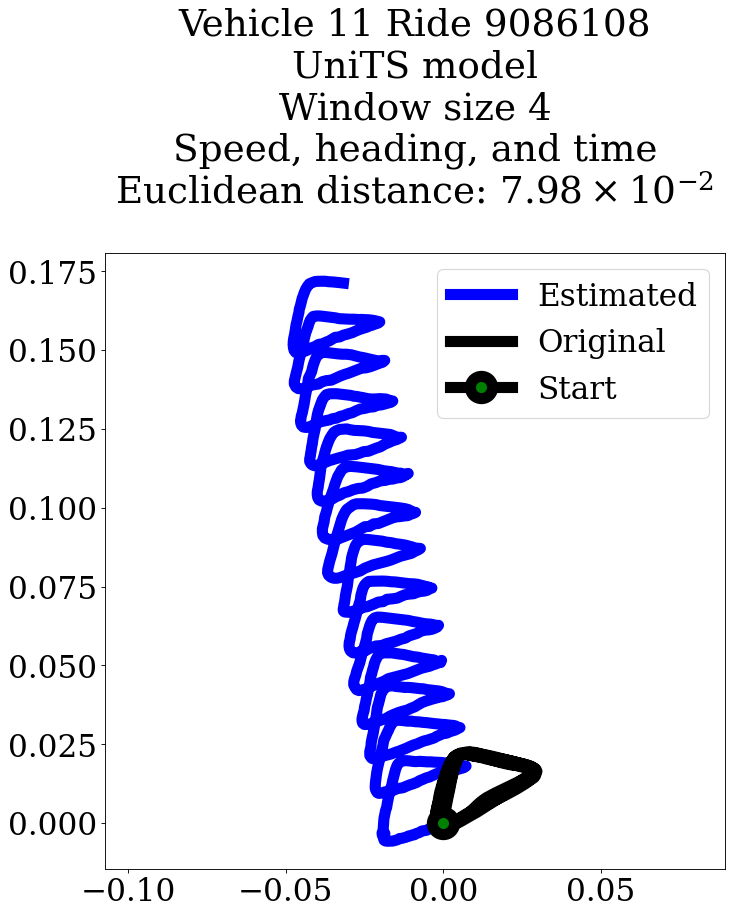 Vehicle 11 Ride 9086108
UniTS model
Window size 4
Speed, heading, and time
Euclidean distance: 7.98 × 10⁻²
Estimated
Original
Start
0.175
0.150
0.125
0.100
0.075
0.050
0.025
0.000
−0.10 −0.05 0.00 0.05